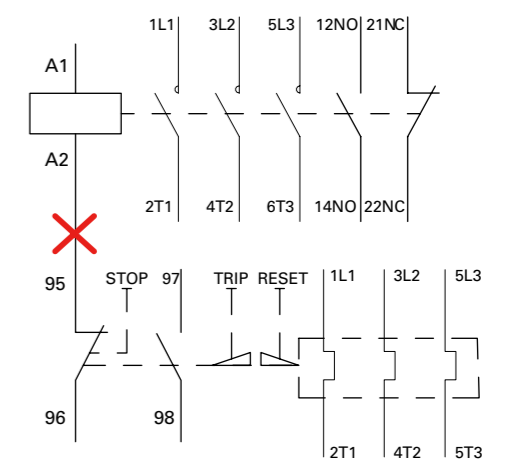 1L1 3L2 5L3 12NO 21NC
A1
A2
2T1 4T2 6T3 14NO 22NC
95 STOP 97 TRIP RESET 1L1 3L2 5L3
96 98
2T1 4T2 5T3